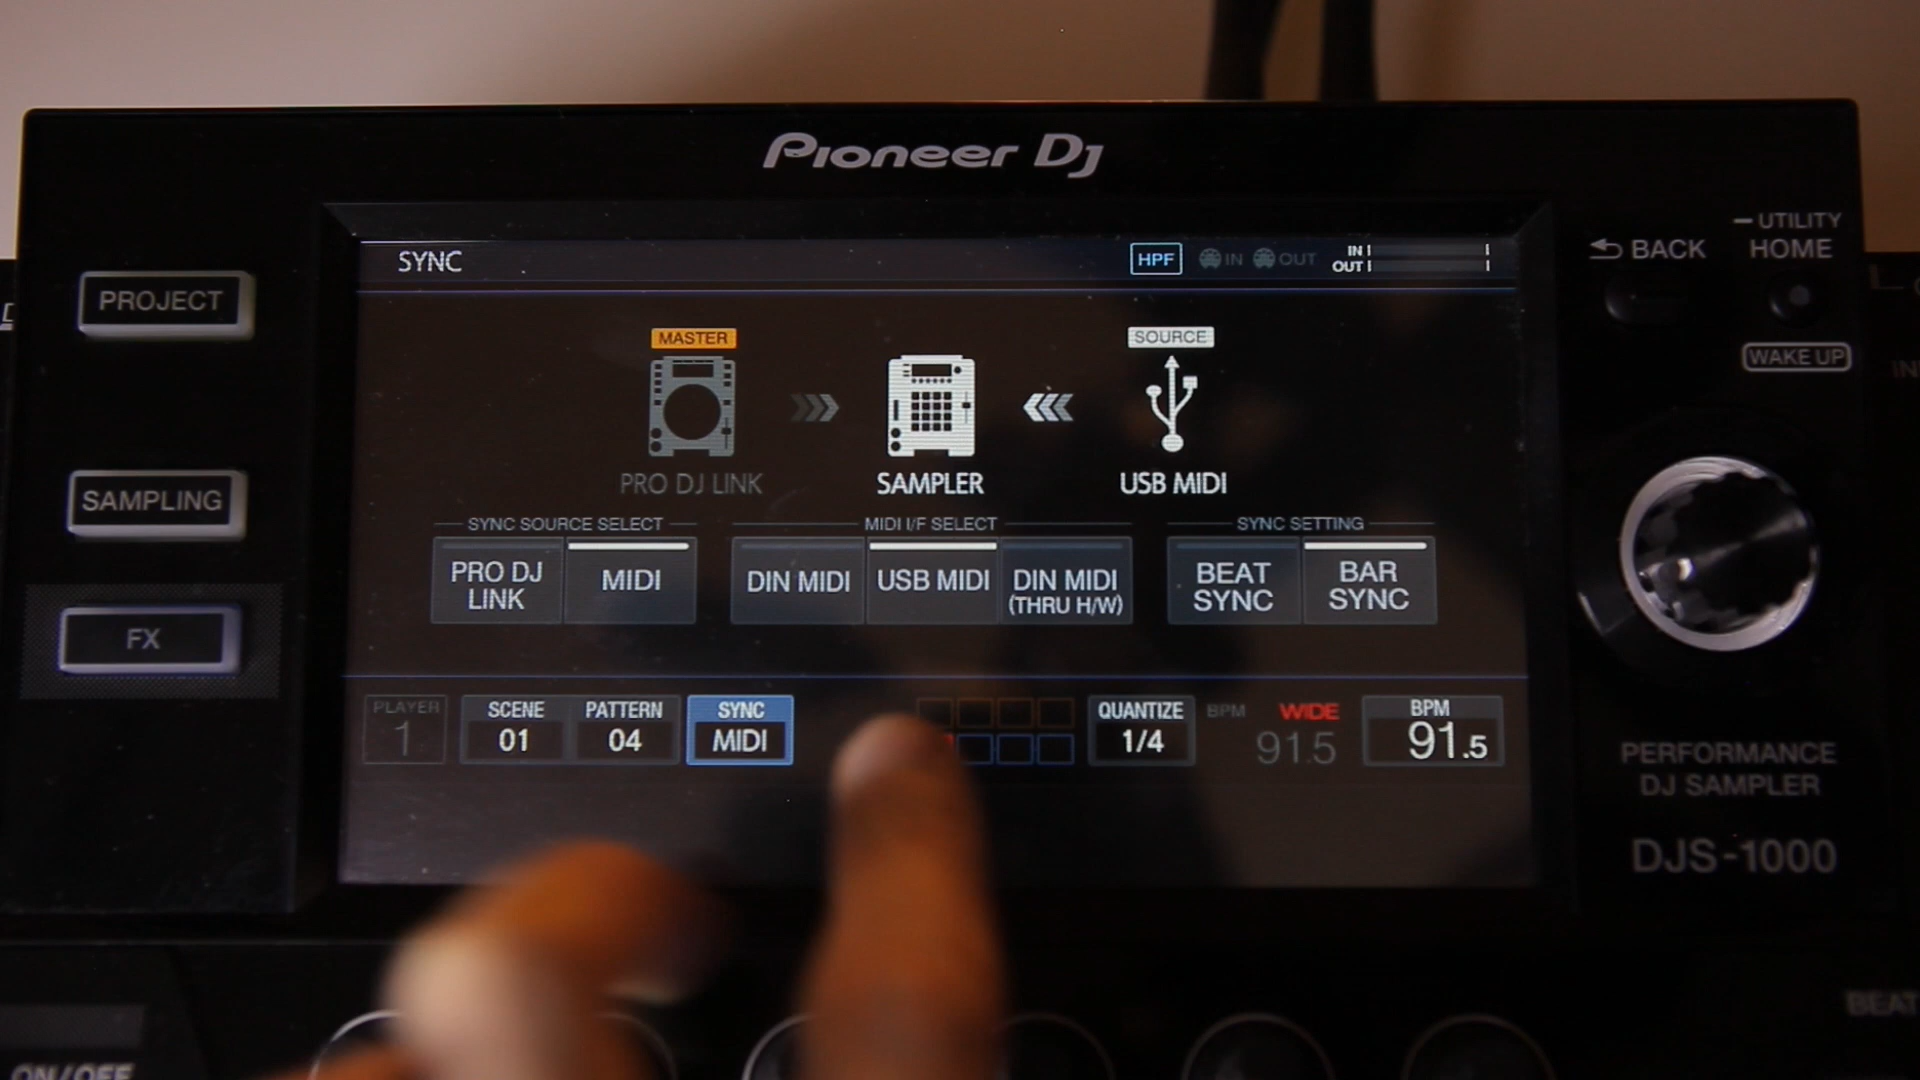 Pioneer DJ
UTILITY
BACK
HOME
PROJECT
SYNC
HPF
IN
OUT
IN
OUT
WAKE UP
MASTER
SOURCE
PRO DJ LINK
SAMPLER
USB MIDI
SAMPLING
SYNC SOURCE SELECT
MIDI I/F SELECT
SYNC SETTING
PRO DJ
LINK
MIDI
DIN MIDI
USB MIDI
DIN MIDI
(THRU H/W)
BEAT
SYNC
BAR
SYNC
FX
PLAYER
1
SCENE
01
PATTERN
04
SYNC
MIDI
QUANTIZE
1/4
BPM
WIDE
91.5
BPM
91.5
PERFORMANCE
DJ SAMPLER
DJS-1000
BEAT
ON/OFF